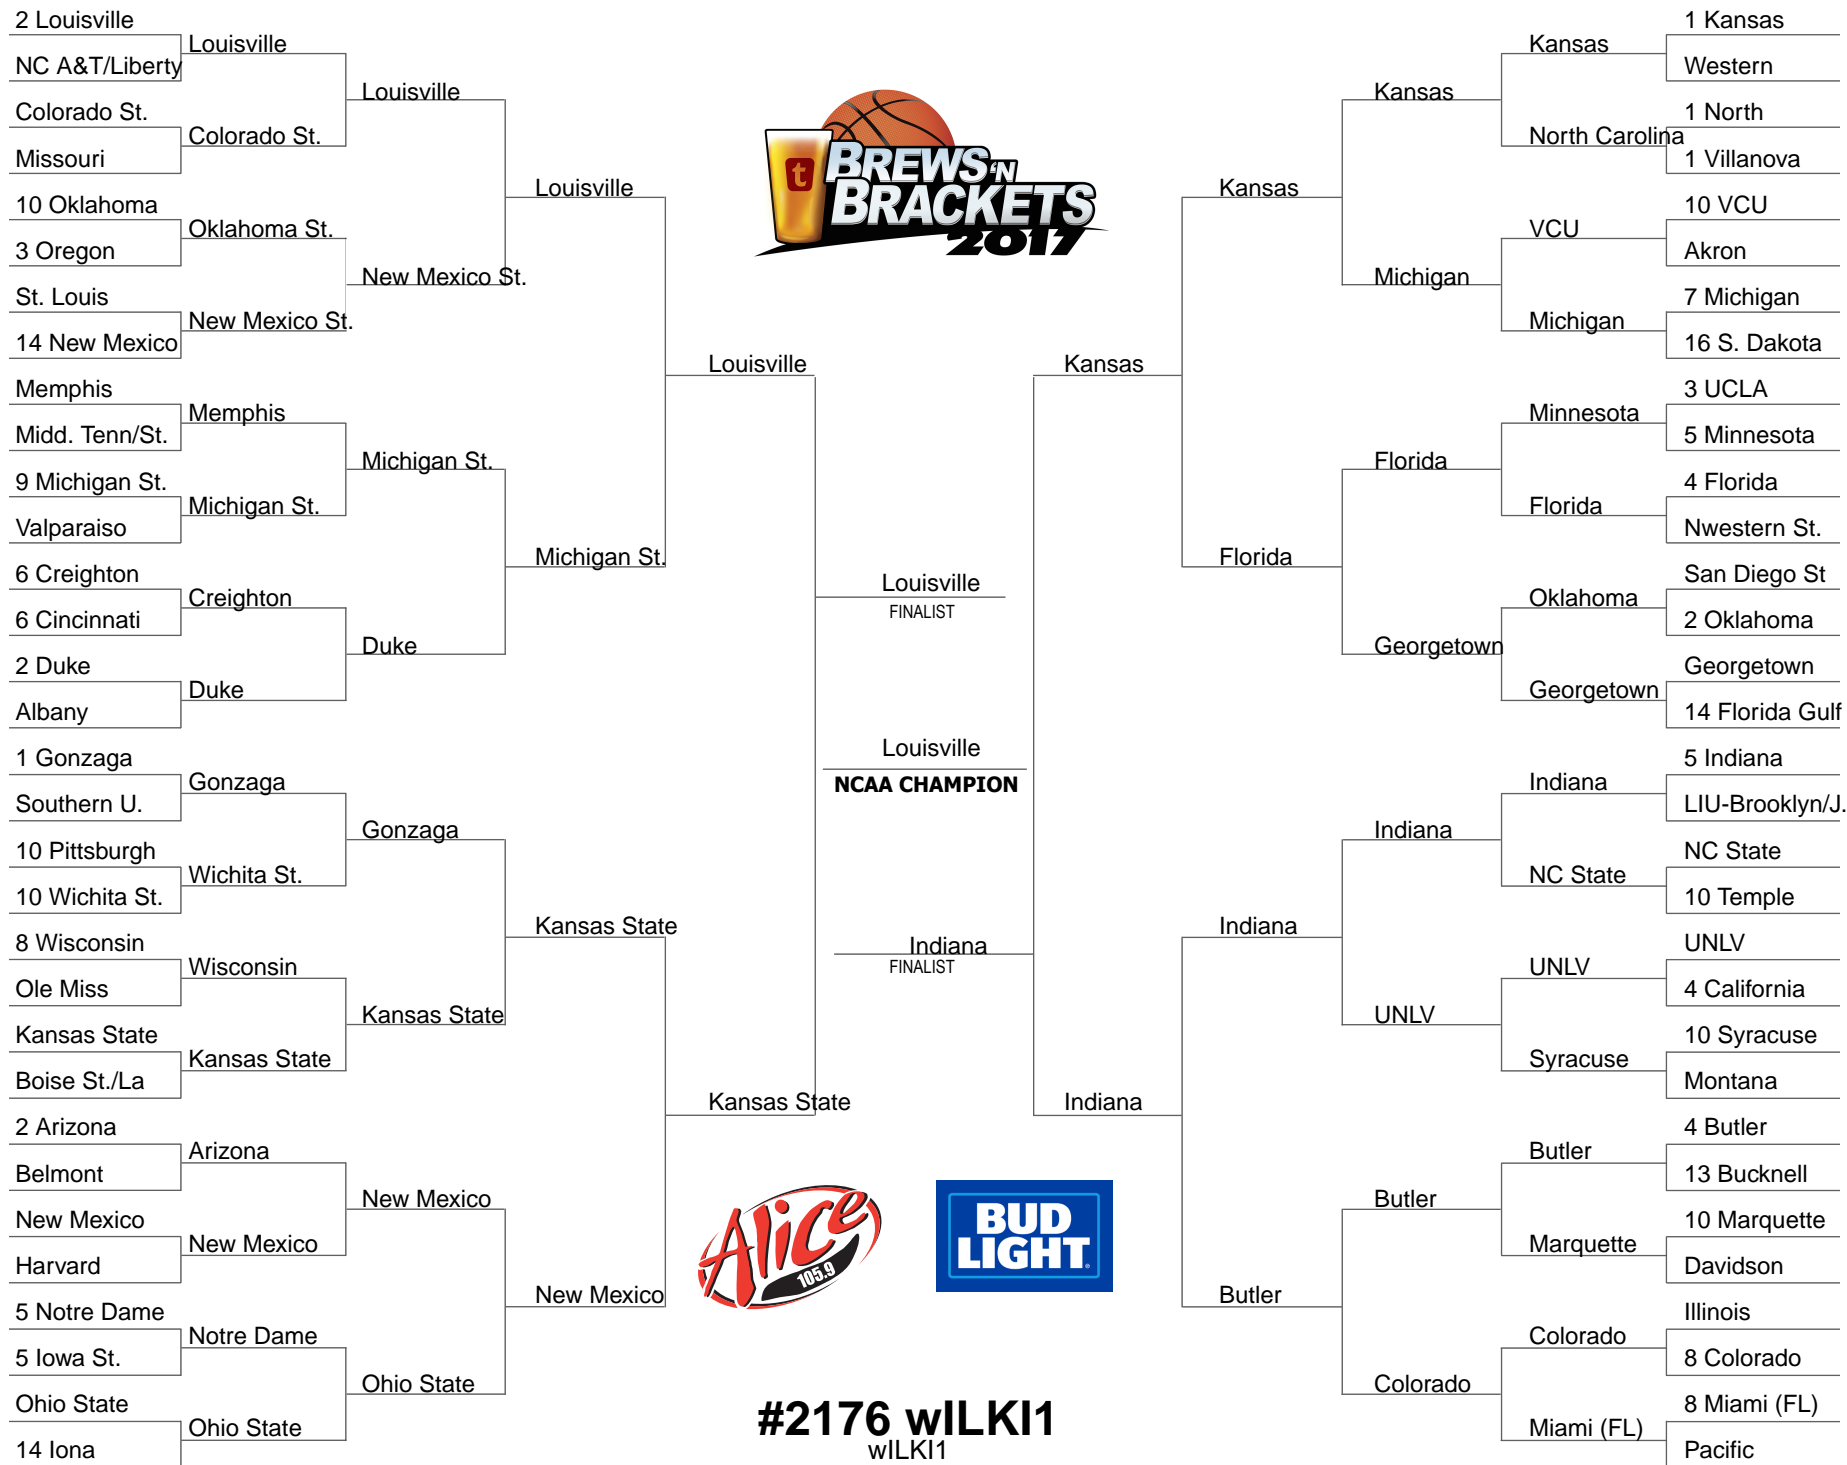 2 Louisville
NC A&T/Liberty
Colorado St.
Missouri
10 Oklahoma
3 Oregon
St. Louis
14 New Mexico
Memphis
Midd. Tenn/St.
9 Michigan St.
Valparaiso
6 Creighton
6 Cincinnati
2 Duke
Albany
1 Gonzaga
Southern U.
10 Pittsburgh
10 Wichita St.
8 Wisconsin
Ole Miss
Kansas State
Boise St./La
2 Arizona
Belmont
New Mexico
Harvard
5 Notre Dame
5 Iowa St.
Ohio State
14 Iona
Louisville
Colorado St.
Oklahoma St.
New Mexico St.
Memphis
Michigan St.
Creighton
Duke
Gonzaga
Wichita St.
Wisconsin
Kansas State
Arizona
New Mexico
Notre Dame
Ohio State
Louisville
New Mexico St.
Michigan St.
Duke
Gonzaga
Kansas State
New Mexico
Ohio State
Louisville
Michigan St.
Kansas State
New Mexico
Louisville
Kansas State
t
BREWS 'N
BRACKETS
2017
Louisville
FINALIST
Louisville
NCAA CHAMPION
Indiana
FINALIST
Alice
105.9
BUD
LIGHT
#2176 wILKI1
wILKI1
Kansas
Indiana
Kansas
Florida
Indiana
Butler
Kansas
Michigan
Florida
Georgetown
Indiana
UNLV
Butler
Colorado
Kansas
North Carolina
VCU
Michigan
Minnesota
Florida
Oklahoma
Georgetown
Indiana
NC State
UNLV
Syracuse
Butler
Marquette
Colorado
Miami (FL)
1 Kansas
Western
1 North
1 Villanova
10 VCU
Akron
7 Michigan
16 S. Dakota
3 UCLA
5 Minnesota
4 Florida
Nwestern St.
San Diego St
2 Oklahoma
Georgetown
14 Florida Gulf
5 Indiana
LIU-Brooklyn/J.
NC State
10 Temple
UNLV
4 California
10 Syracuse
Montana
4 Butler
13 Bucknell
10 Marquette
Davidson
Illinois
8 Colorado
8 Miami (FL)
Pacific